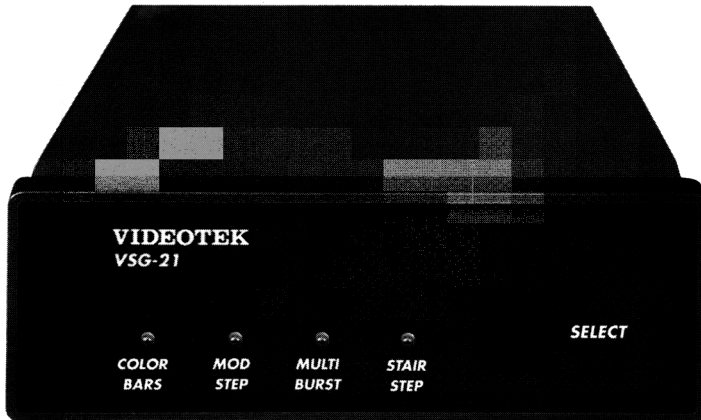 VIDEOTEK
VSG-21
SELECT
COLOR BARS
MOD STEP
MULTI BURST
STAIR STEP